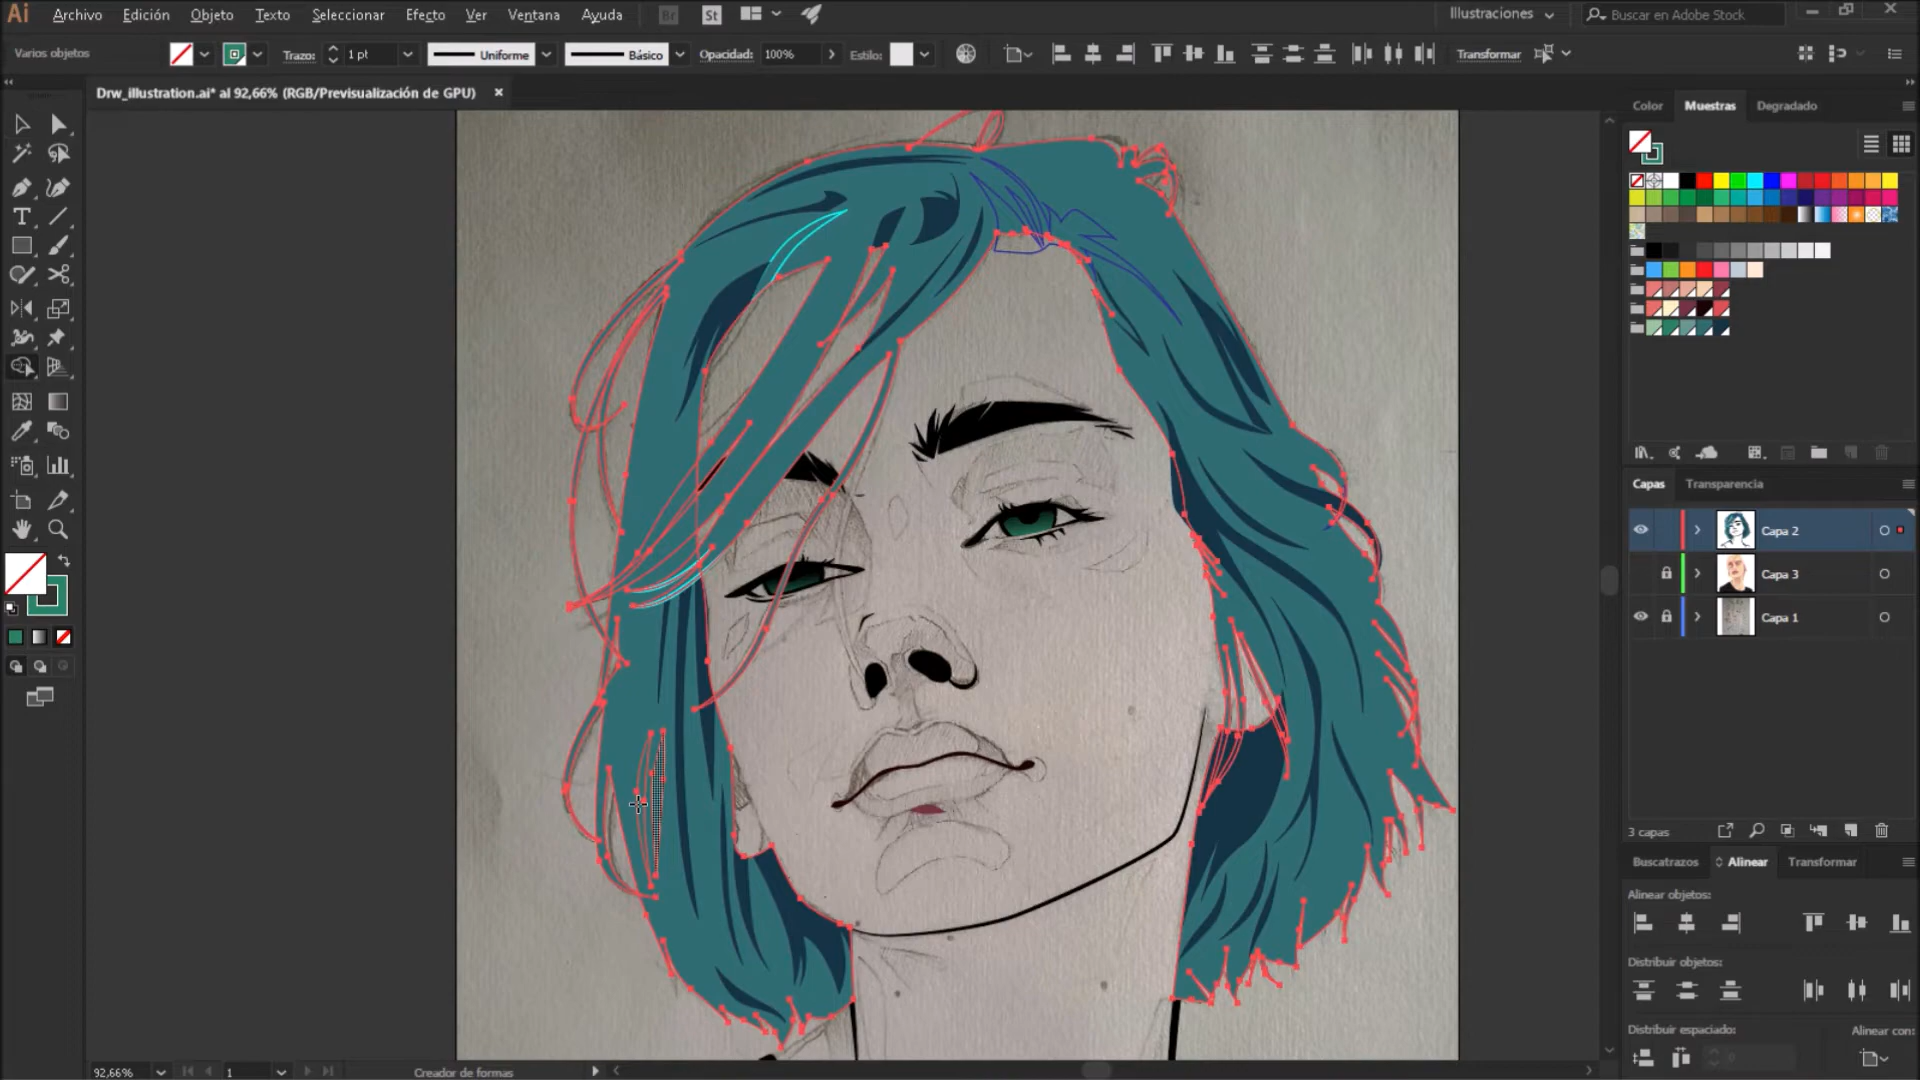 Ai Archivo Edición Objeto Texto Seleccionar Efecto Ver Ventana Ayuda Br St Illustraciones Buscar en Adobe Stock
Varios objetos Trazo: 1 pt Uniforme Básico Opacidad: 100% Estilo: Transformar
Drw_illustration.ai* al 92,66% (RGB/Previsualización de GPU)
Color Muestras Degradado
Capas Transparencia
Capa 2
Capa 3
Capa 1
3 capas
Buscatrazos Alinear Transformar
Alinear objetos:
Distribuir objetos:
Distribuir espaciado: Alinear con:
0
92,66% 1 Creador de formas